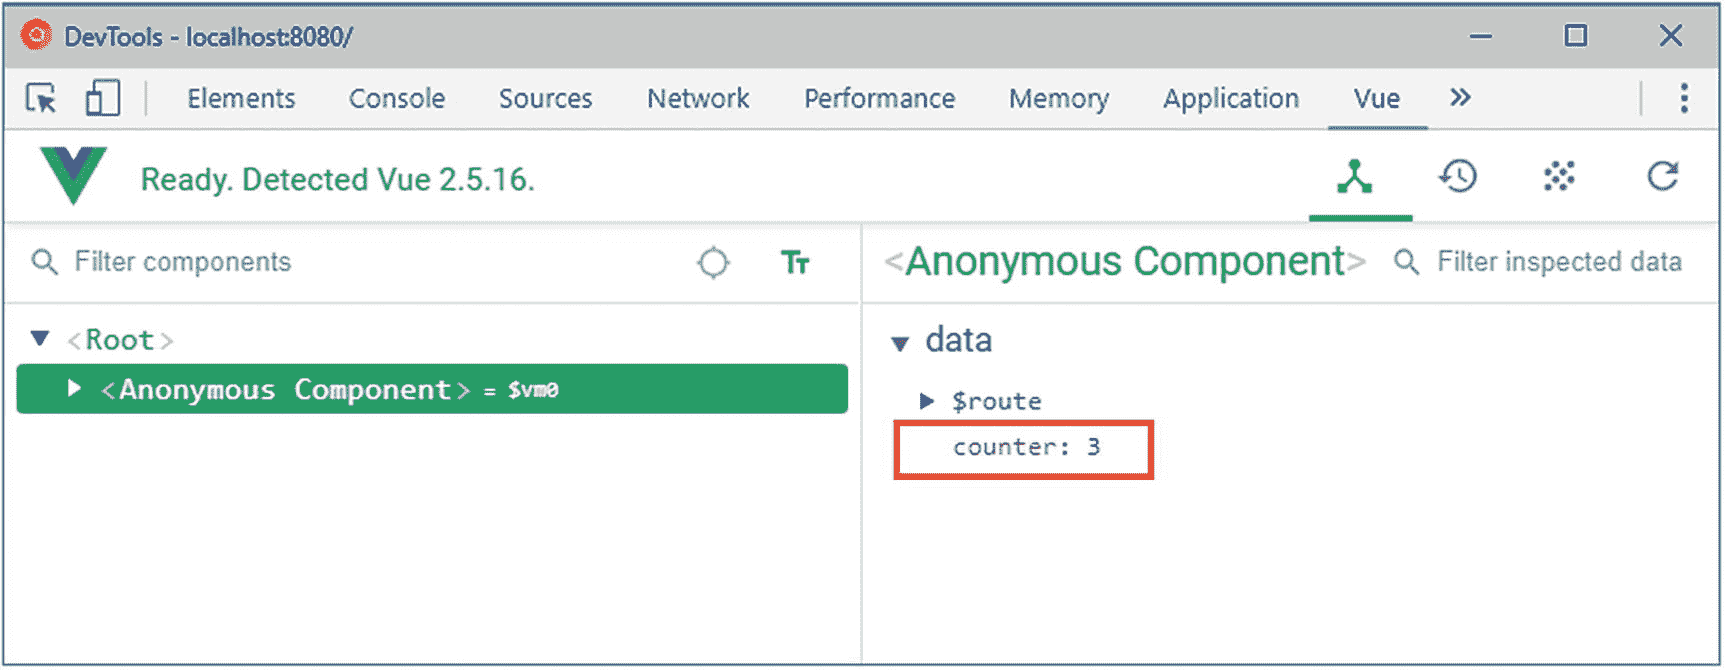 DevTools - localhost:8080/
Elements Console Sources Network Performance Memory Application Vue »
Ready. Detected Vue 2.5.16.
Filter components Tт
<Anonymous Component> Filter inspected data
<Root>
<Anonymous Component> = $vm0
data
$route
counter: 3